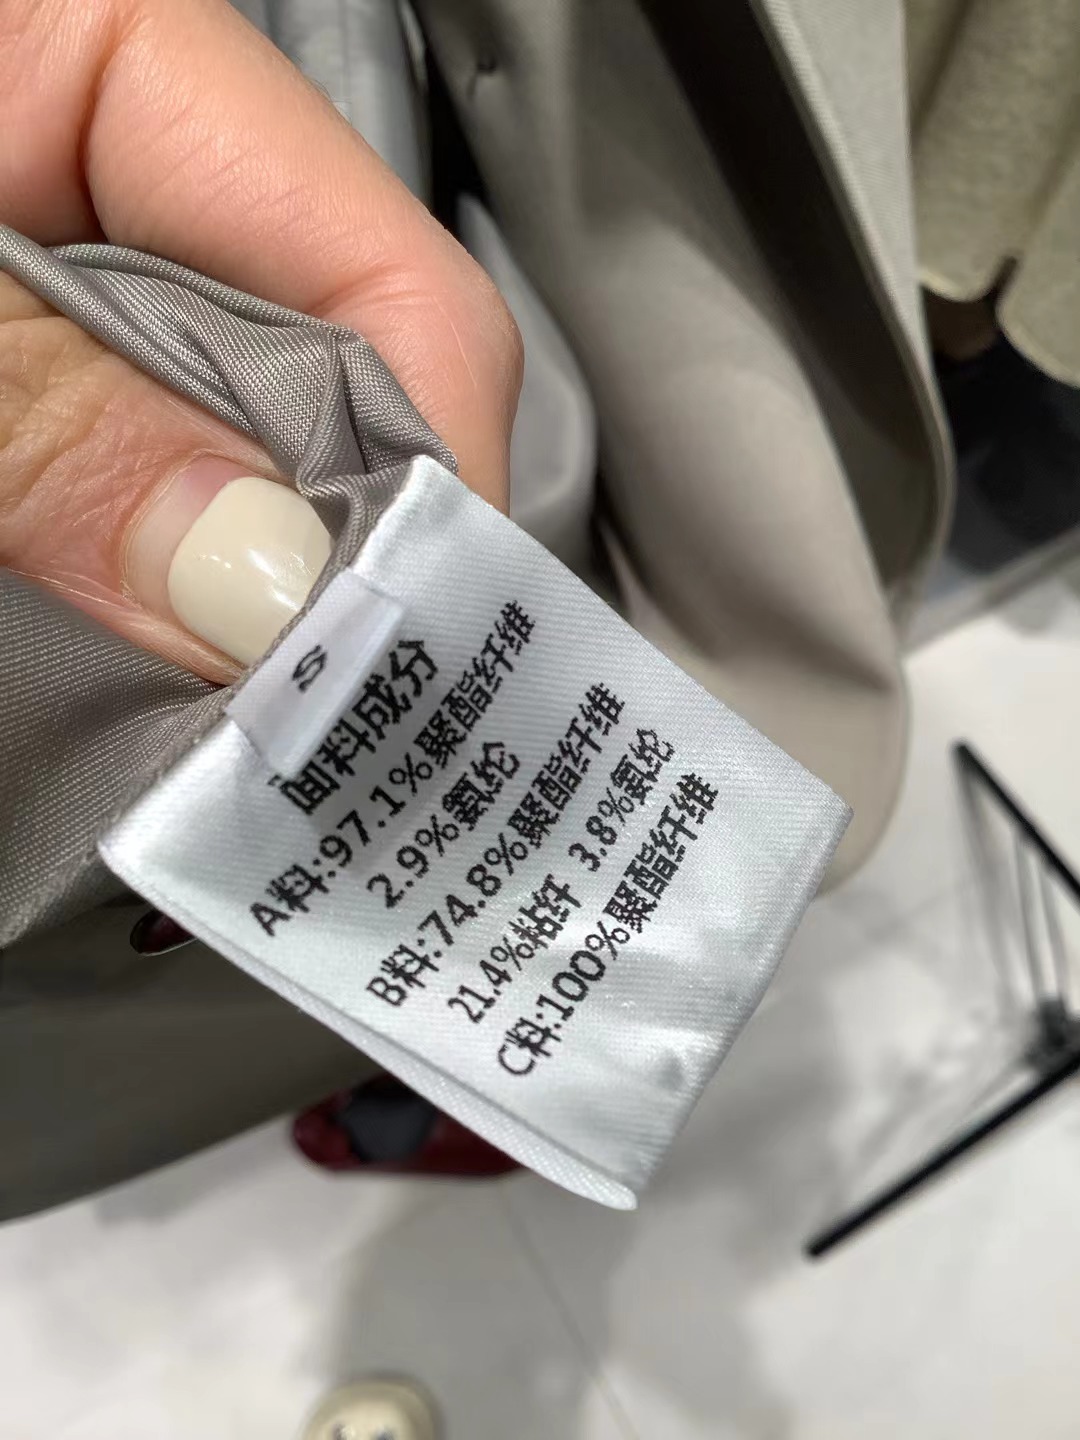 S
面料成分
A料:97.1%聚酯纤维
2.9%氨纶
B料:74.8%聚酯纤维
21.4%粘纤 3.8%氨纶
C料:100%聚酯纤维